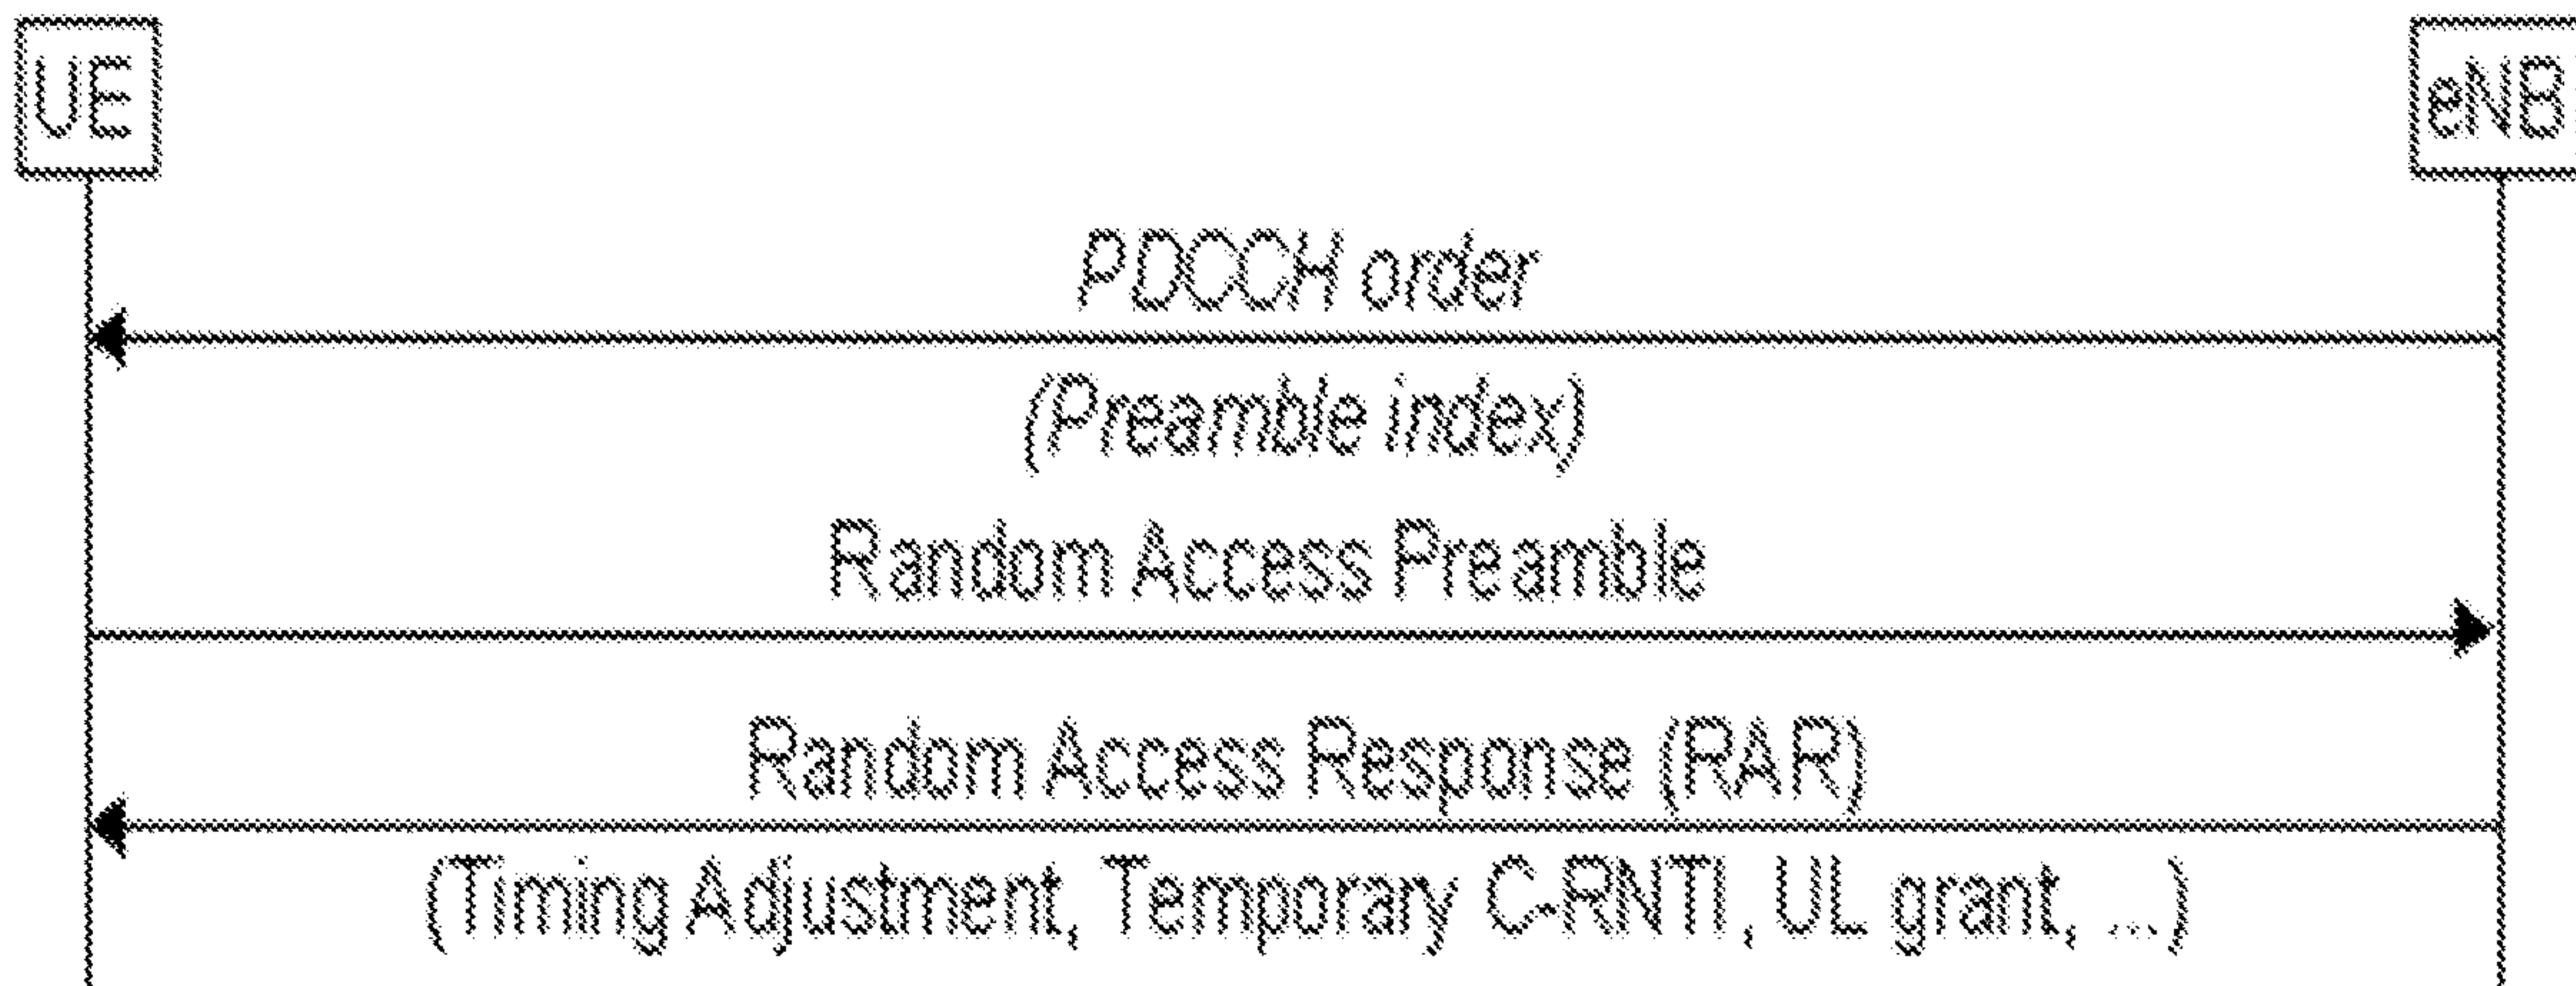 UE
eNB
PDCCH order
(Preamble index)
Random Access Preamble
Random Access Response (RAR)
(Timing Adjustment, Temporary C-RNTI, UL grant, ...)